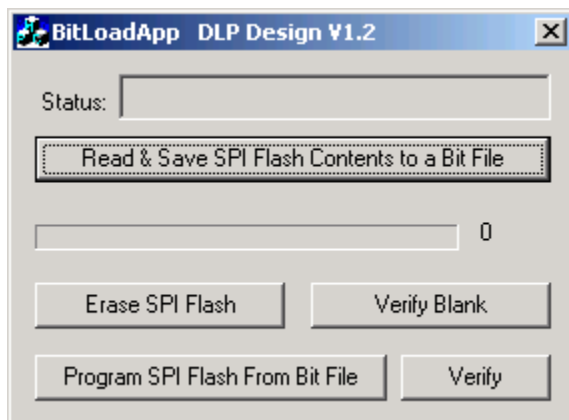 BitLoadApp   DLP Design V1.2
Status:
Read & Save SPI Flash Contents to a Bit File
0
Erase SPI Flash Verify Blank
Program SPI Flash From Bit File Verify